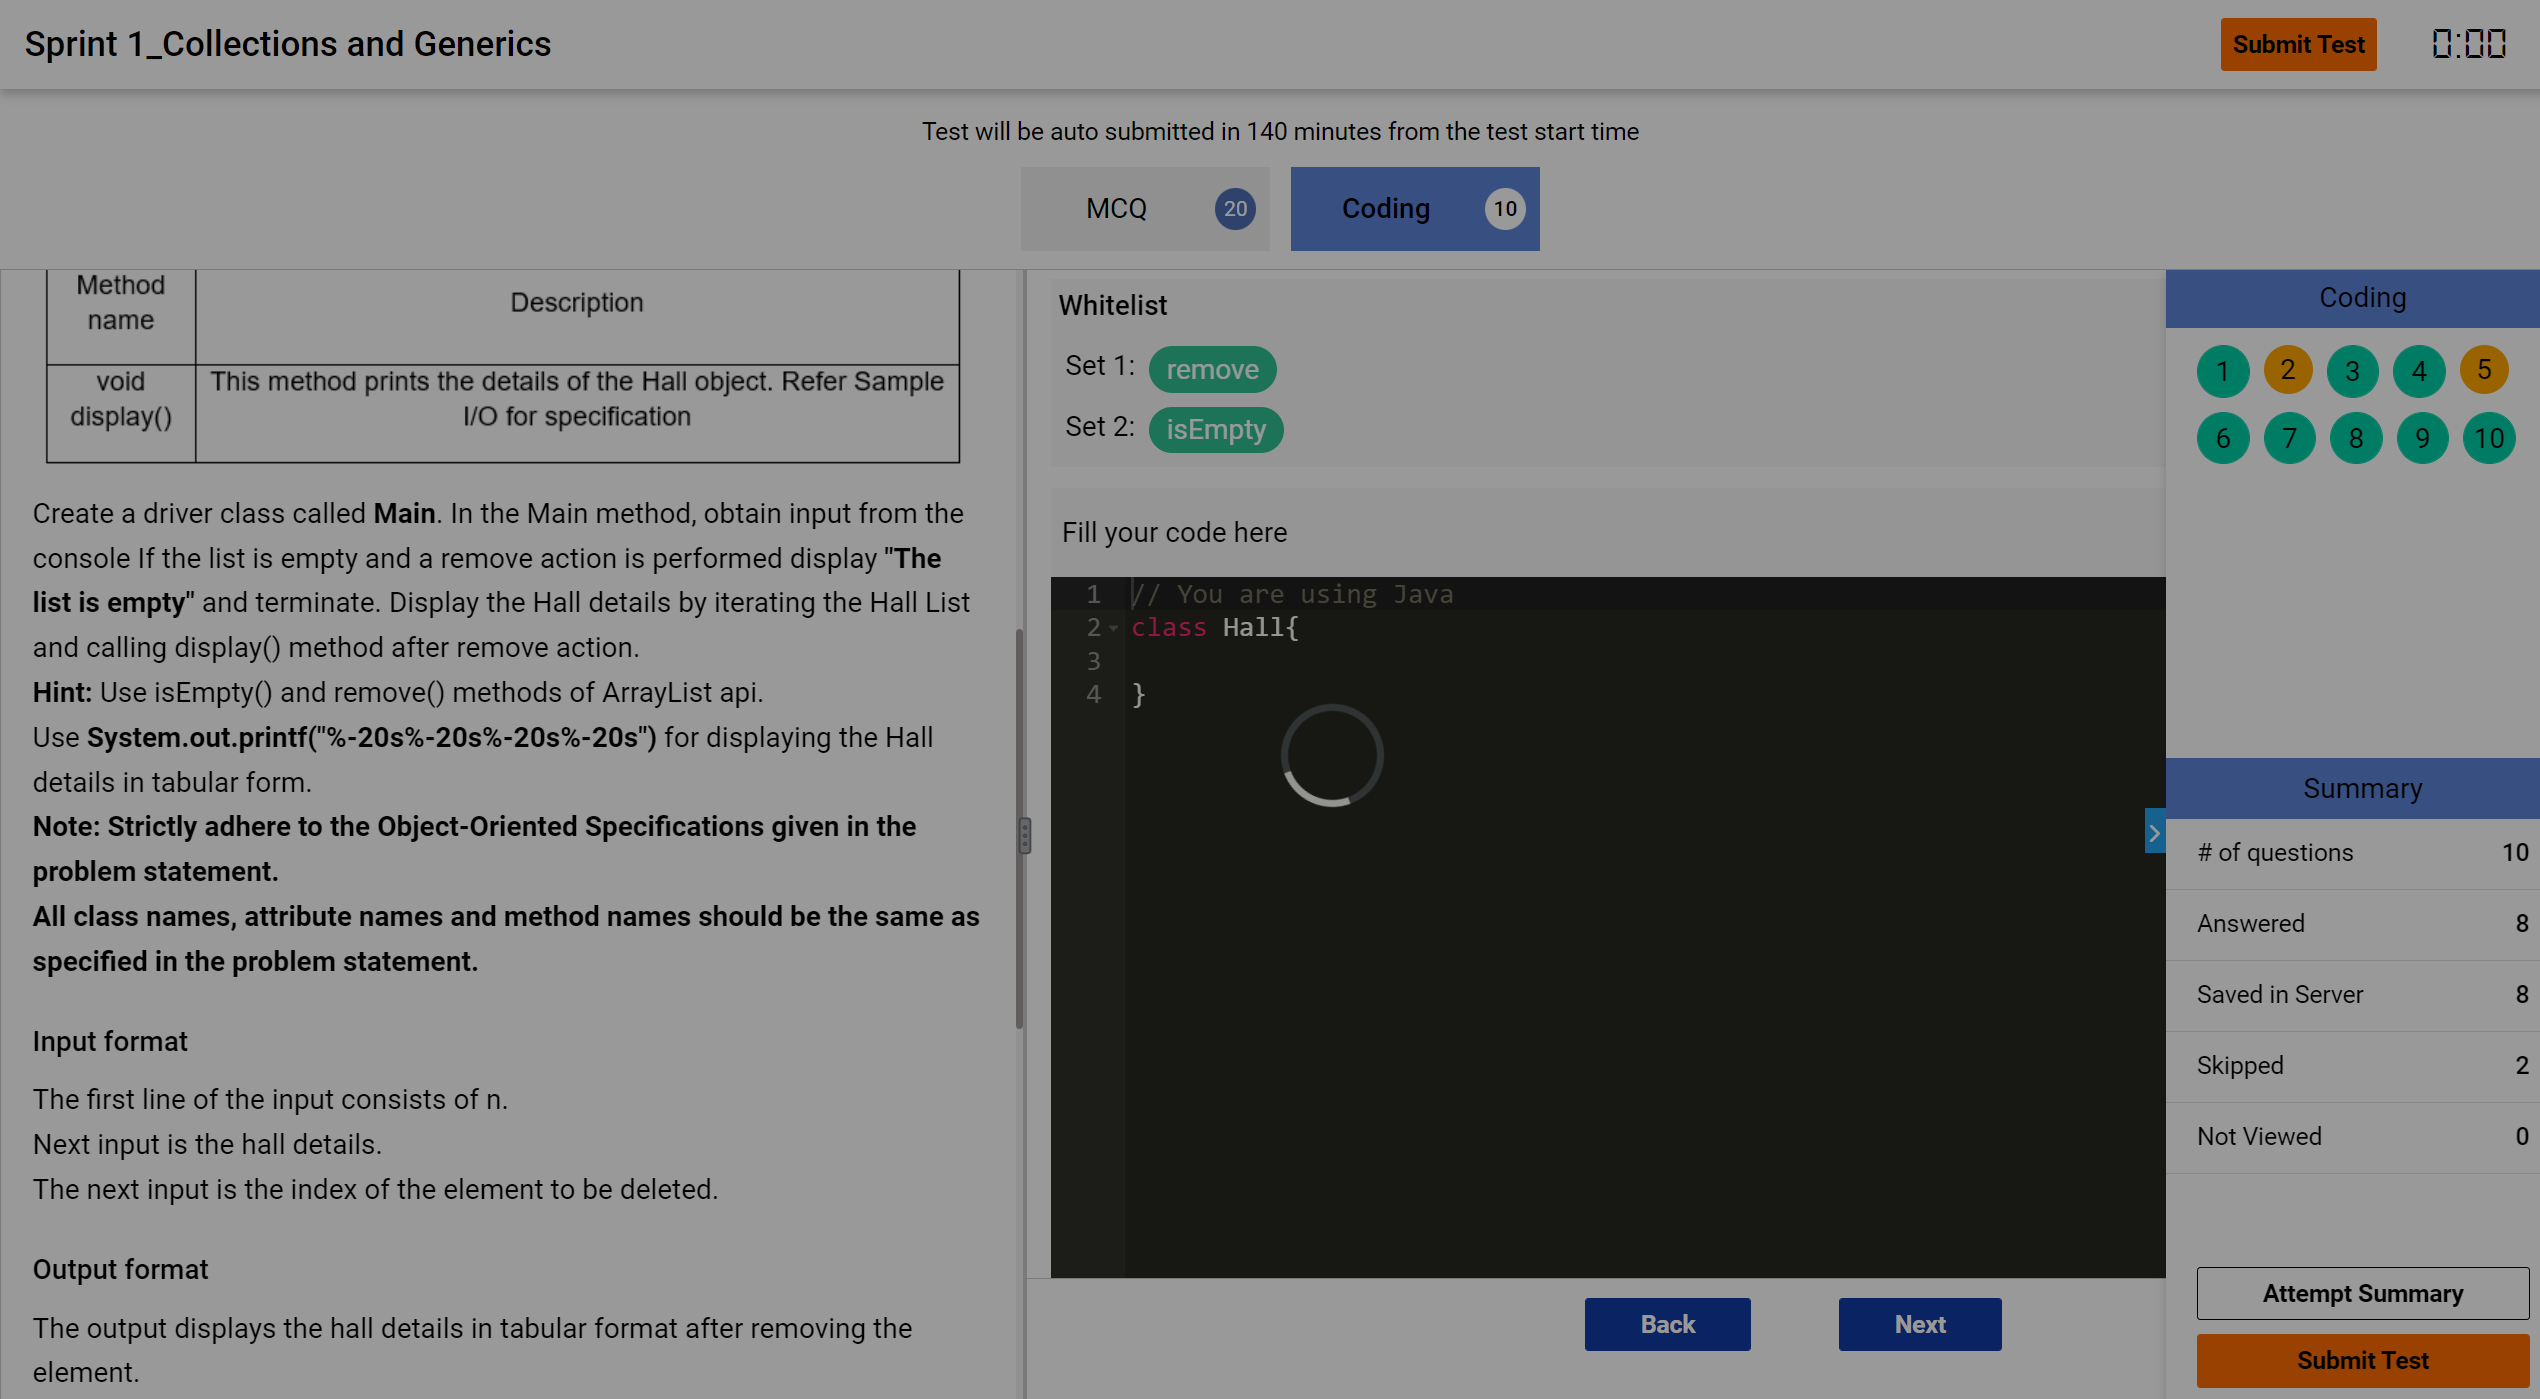 Sprint 1_Collections and Generics
Submit Test
0:00
Test will be auto submitted in 140 minutes from the test start time
MCQ 20
Coding 10
Method name
Description
void display()
This method prints the details of the Hall object. Refer Sample
I/O for specification
Create a driver class called Main. In the Main method, obtain input from the
console If the list is empty and a remove action is performed display "The
list is empty" and terminate. Display the Hall details by iterating the Hall List
and calling display() method after remove action.
Hint: Use isEmpty() and remove() methods of ArrayList api.
Use System.out.printf("%-20s%-20s%-20s%-20s") for displaying the Hall
details in tabular form.
Note: Strictly adhere to the Object-Oriented Specifications given in the
problem statement.
All class names, attribute names and method names should be the same as
specified in the problem statement.
Input format
The first line of the input consists of n.
Next input is the hall details.
The next input is the index of the element to be deleted.
Output format
The output displays the hall details in tabular format after removing the
element.
Whitelist
Set 1: remove
Set 2: isEmpty
Fill your code here
1 // You are using Java
2 class Hall{
3
4 }
Back
Next
Coding
1 2 3 4 5
6 7 8 9 10
Summary
# of questions 10
Answered 8
Saved in Server 8
Skipped 2
Not Viewed 0
Attempt Summary
Submit Test